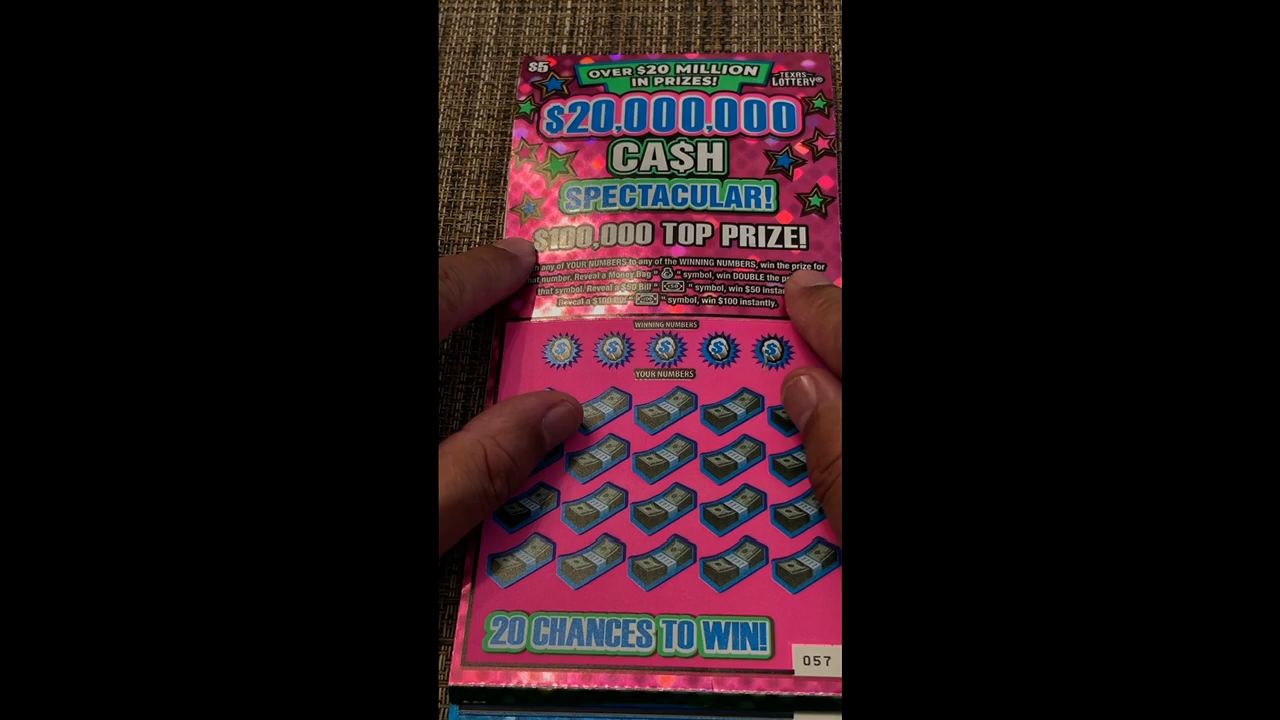 $5
OVER $20 MILLION
IN PRIZES!
TEXAS
LOTTERY®
$20,000,000
CA$H
SPECTACULAR!
$100,000 TOP PRIZE!
any of YOUR NUMBERS to any of the WINNING NUMBERS, win the prize for
number. Reveal a Money Bag " " symbol, win DOUBLE the
that symbol. Reveal a $50 Bill " " symbol, win $50
Reveal a $100 Bill " " symbol, win $100 instantly.
WINNING NUMBERS
YOUR NUMBERS
20 CHANCES TO WIN!
057